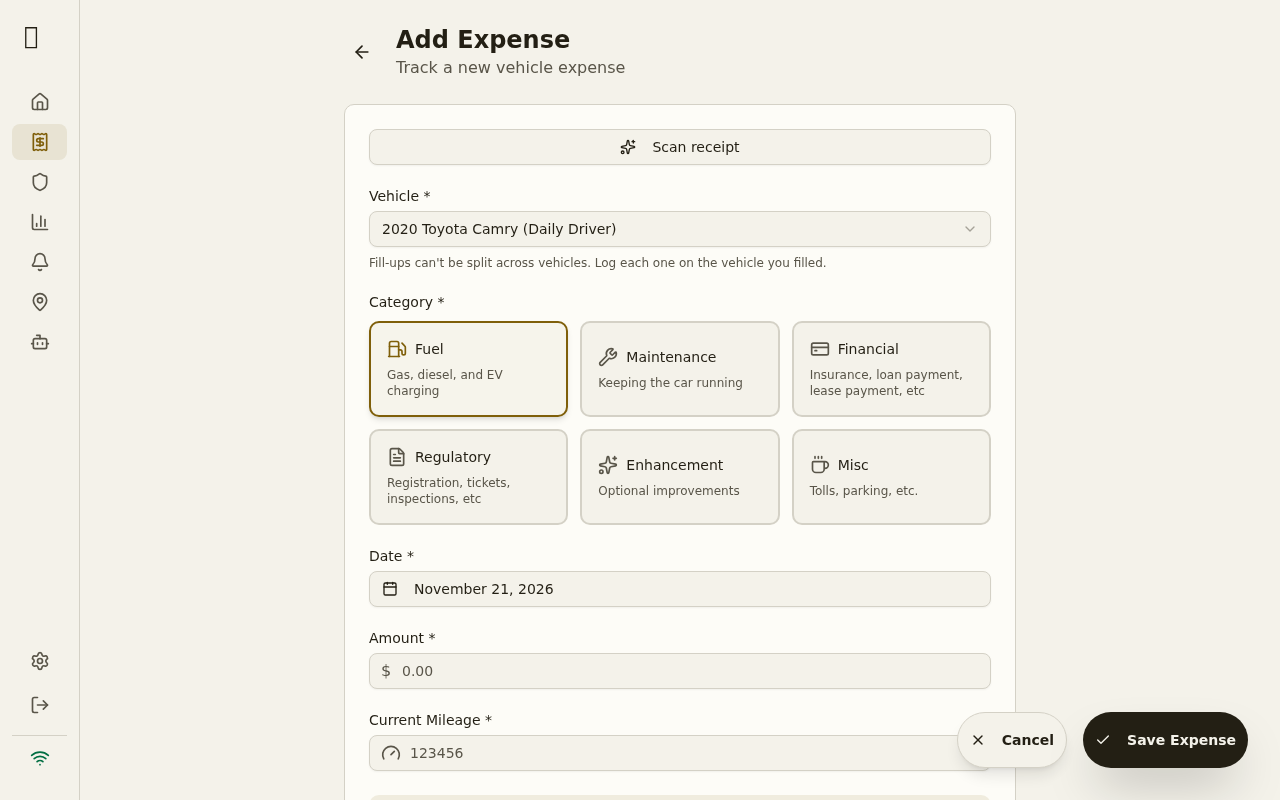 Add Expense
Track a new vehicle expense
Scan receipt
Vehicle *
2020 Toyota Camry (Daily Driver)
Fill-ups can't be split across vehicles. Log each one on the vehicle you filled.
Category *
Fuel
Gas, diesel, and EV
charging
Maintenance
Keeping the car running
Financial
Insurance, loan payment,
lease payment, etc
Regulatory
Registration, tickets,
inspections, etc
Enhancement
Optional improvements
Misc
Tolls, parking, etc.
Date *
November 21, 2026
Amount *
$ 0.00
Current Mileage *
123456
Cancel
Save Expense